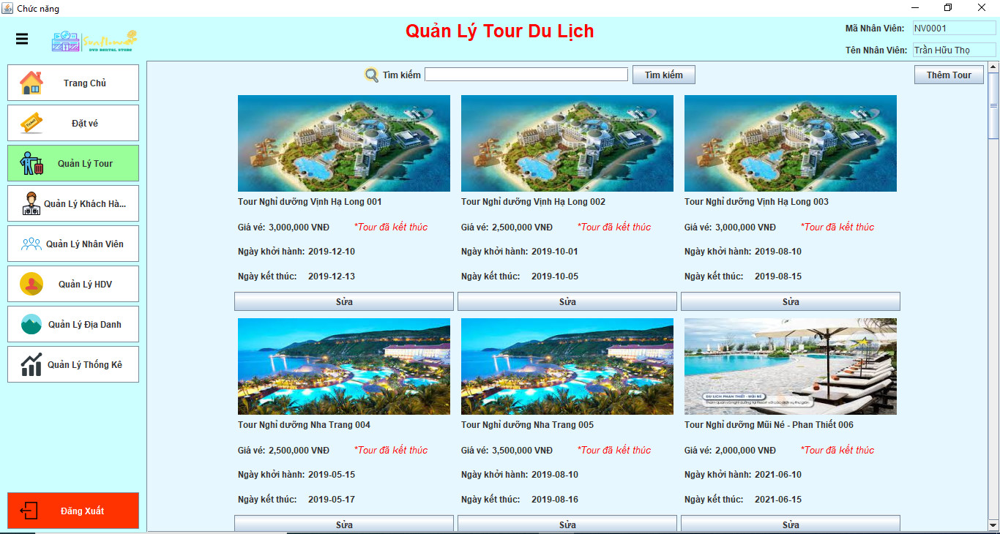 Chức năng
Sunflower
DVD RENTAL STORE
Quản Lý Tour Du Lịch
Mã Nhân Viên: NV0001
Tên Nhân Viên: Trần Hữu Thọ
Trang Chủ
Đặt vé
Quản Lý Tour
Quản Lý Khách Hà...
Quản Lý Nhân Viên
Quản Lý HDV
Quản Lý Địa Danh
Quản Lý Thống Kê
Đăng Xuất
Tìm kiếm Tìm kiếm Thêm Tour
Tour Nghỉ dưỡng Vịnh Hạ Long 001
Giá vé: 3,000,000 VNĐ *Tour đã kết thúc
Ngày khởi hành: 2019-12-10
Ngày kết thúc: 2019-12-13
Sửa
Tour Nghỉ dưỡng Vịnh Hạ Long 002
Giá vé: 2,500,000 VNĐ *Tour đã kết thúc
Ngày khởi hành: 2019-10-01
Ngày kết thúc: 2019-10-05
Sửa
Tour Nghỉ dưỡng Vịnh Hạ Long 003
Giá vé: 3,000,000 VNĐ *Tour đã kết thúc
Ngày khởi hành: 2019-08-10
Ngày kết thúc: 2019-08-15
Sửa
Tour Nghỉ dưỡng Nha Trang 004
Giá vé: 2,500,000 VNĐ *Tour đã kết thúc
Ngày khởi hành: 2019-05-15
Ngày kết thúc: 2019-05-17
Sửa
Tour Nghỉ dưỡng Nha Trang 005
Giá vé: 3,500,000 VNĐ *Tour đã kết thúc
Ngày khởi hành: 2019-08-10
Ngày kết thúc: 2019-08-16
Sửa
DU LỊCH PHAN THIẾT - MŨI NÉ
Tour Nghỉ dưỡng Mũi Né - Phan Thiết 006
Giá vé: 2,000,000 VNĐ *Tour đã kết thúc
Ngày khởi hành: 2021-06-10
Ngày kết thúc: 2021-06-15
Sửa